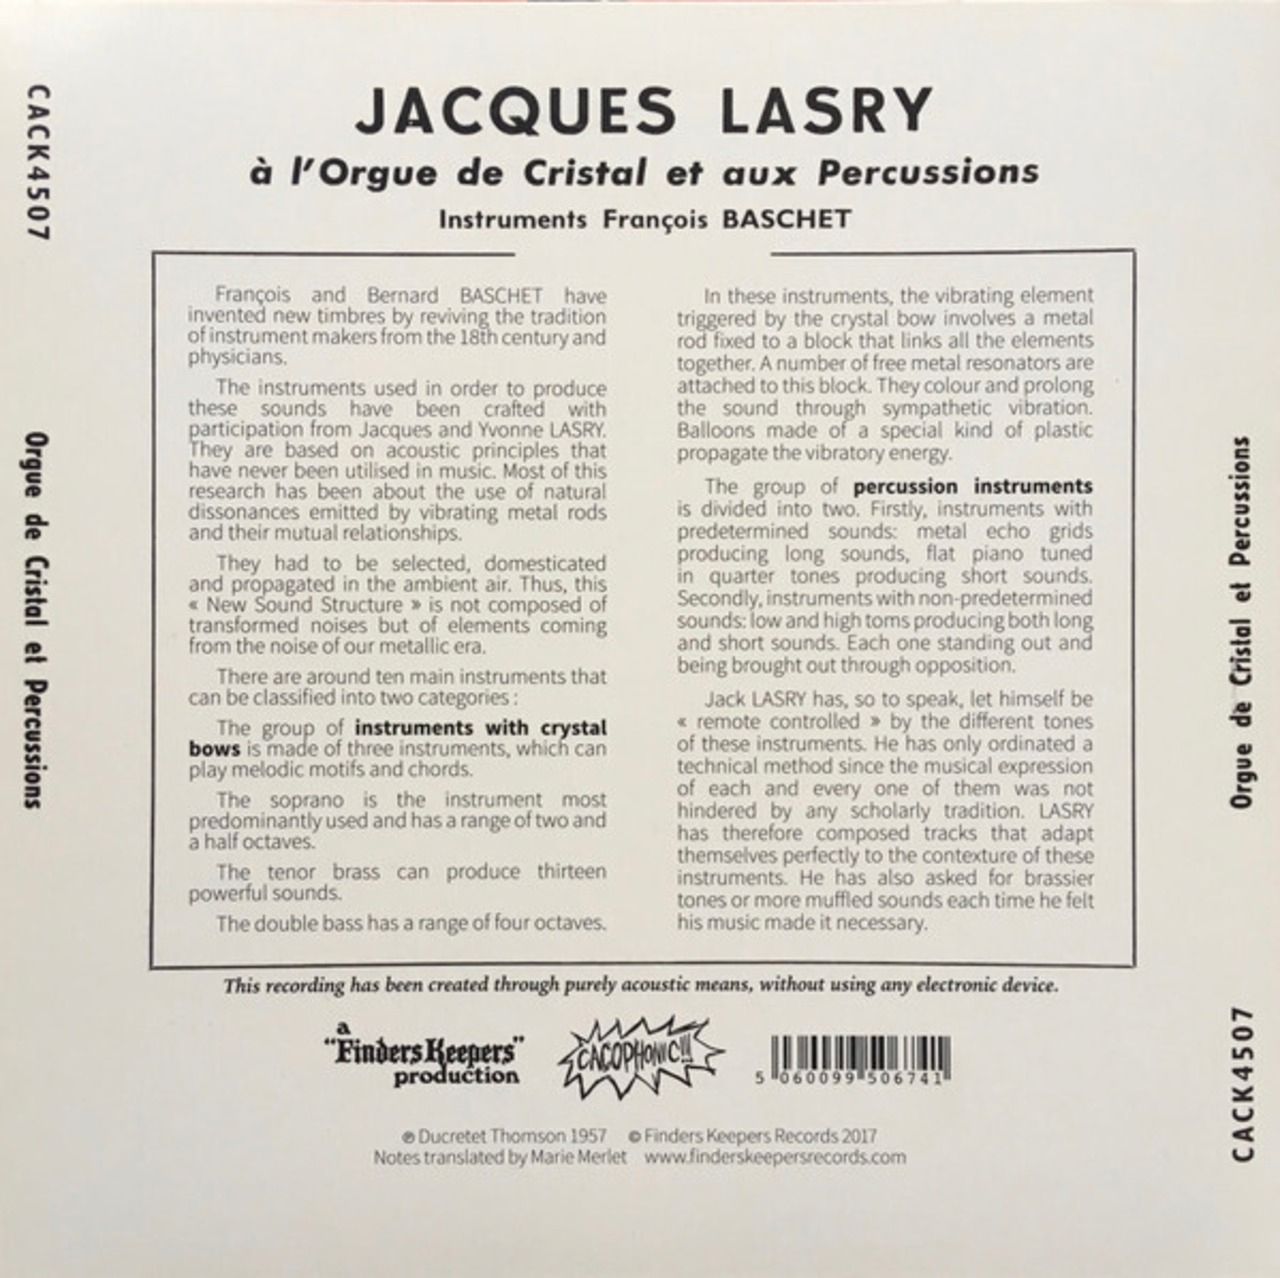 JACQUES LASRY
à l'Orgue de Cristal et aux Percussions
Instruments François BASCHET
François and Bernard BASCHET have
invented new timbres by reviving the tradition
of instrument makers from the 18th century and
physicians.
The instruments used in order to produce
these sounds have been crafted with
participation from Jacques and Yvonne LASRY.
They are based on acoustic principles that
have never been utilised in music. Most of this
research has been about the use of natural
dissonances emitted by vibrating metal rods
and their mutual relationships.
They had to be selected, domesticated
and propagated in the ambient air. Thus, this
« New Sound Structure » is not composed of
transformed noises but of elements coming
from the noise of our metallic era.
There are around ten main instruments that
can be classified into two categories :
The group of instruments with crystal
bows is made of three instruments, which can
play melodic motifs and chords.
The soprano is the instrument most
predominantly used and has a range of two and
a half octaves.
The tenor brass can produce thirteen
powerful sounds.
The double bass has a range of four octaves.
In these instruments, the vibrating element
triggered by the crystal bow involves a metal
rod fixed to a block that links all the elements
together. A number of free metal resonators are
attached to this block. They colour and prolong
the sound through sympathetic vibration.
Balloons made of a special kind of plastic
propagate the vibratory energy.
The group of percussion instruments
is divided into two. Firstly, instruments with
predetermined sounds: metal echo grids
producing long sounds, flat piano tuned
in quarter tones producing short sounds.
Secondly, instruments with non-predetermined
sounds: low and high toms producing both long
and short sounds. Each one standing out and
being brought out through opposition.
Jack LASRY has, so to speak, let himself be
« remote controlled » by the different tones
of these instruments. He has only ordinated a
technical method since the musical expression
of each and every one of them was not
hindered by any scholarly tradition. LASRY
has therefore composed tracks that adapt
themselves perfectly to the contexture of these
instruments. He has also asked for brassier
tones or more muffled sounds each time he felt
his music made it necessary.
This recording has been created through purely acoustic means, without using any electronic device.
a
"Finders Keepers"
production
CACOPHONIC!!
5 060099 506741
℗ Ducretet Thomson 1957 © Finders Keepers Records 2017
Notes translated by Marie Merlet www.finderskeepersrecords.com
CACK4507
Orgue de Cristal et Percussions
Orgue de Cristal et Percussions
CACK4507